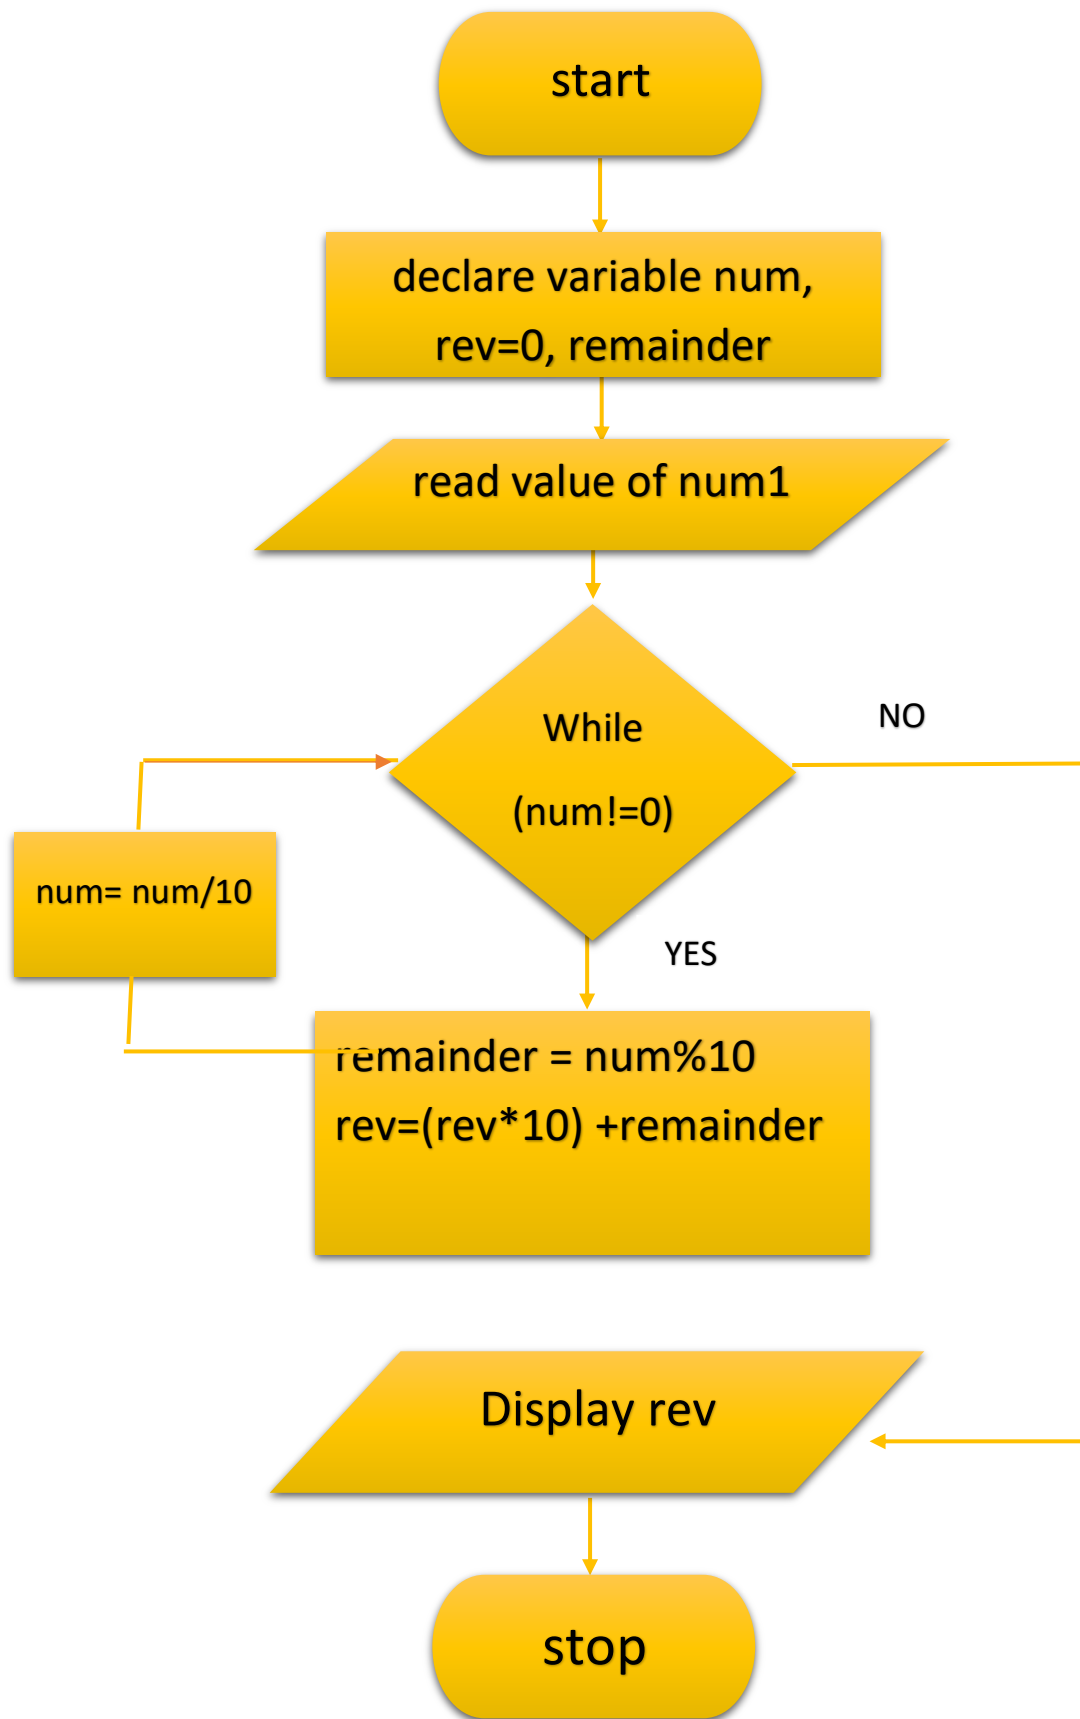 start
declare variable num,
rev=0, remainder
read value of num1
While
(num!=0)
NO
num= num/10
YES
remainder = num%10
rev=(rev*10) +remainder
Display rev
stop